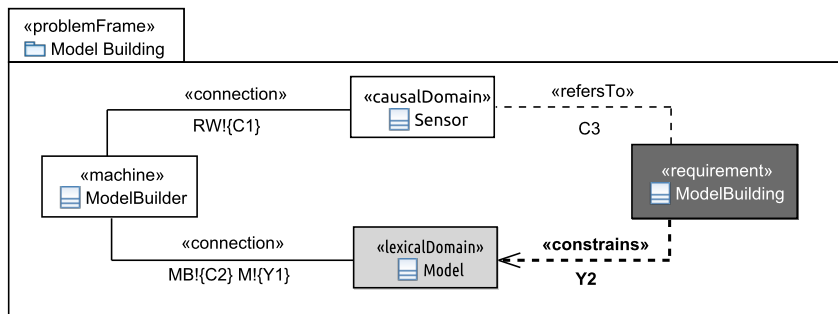 «problemFrame»
Model Building
«connection»
RW!{C1}
«causalDomain»
Sensor
«refersTo»
C3
«machine»
ModelBuilder
«requirement»
ModelBuilding
«connection»
MB!{C2} M!{Y1}
«lexicalDomain»
Model
«constrains»
Y2